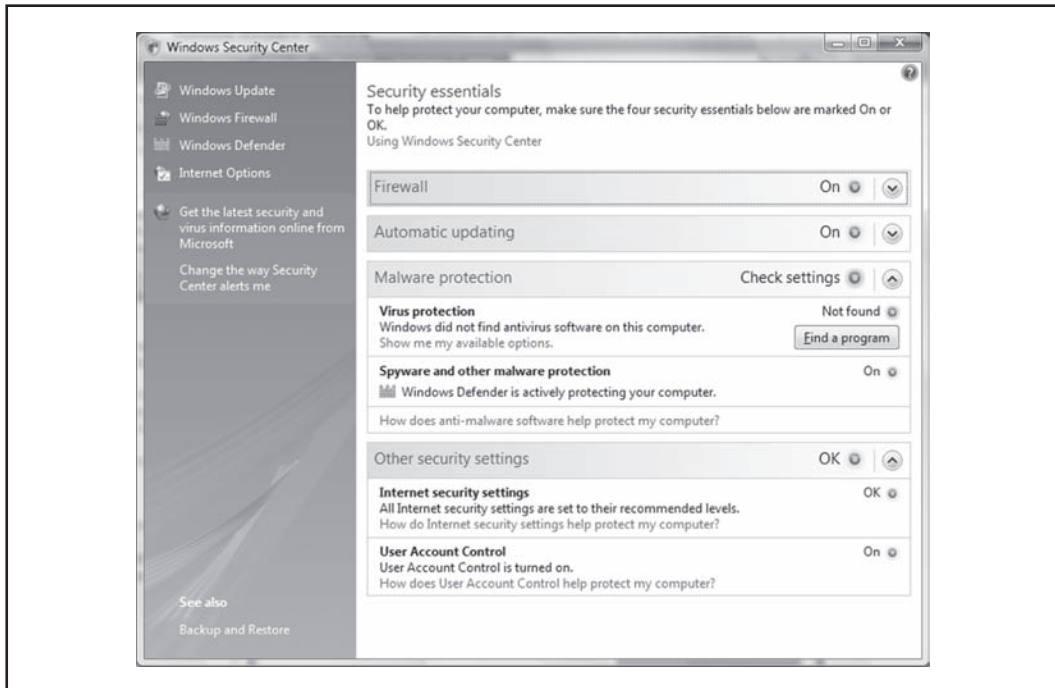 Windows Security Center
Windows Update
Windows Firewall
Windows Defender
Internet Options
Get the latest security and
virus information online from
Microsoft
Change the way Security
Center alerts me
See also
Backup and Restore
Security essentials
To help protect your computer, make sure the four security essentials below are marked On or
OK.
Using Windows Security Center
Firewall On
Automatic updating On
Malware protection Check settings
Virus protection Not found
Windows did not find antivirus software on this computer.
Show me my available options. Find a program
Spyware and other malware protection On
Windows Defender is actively protecting your computer.
How does anti-malware software help protect my computer?
Other security settings OK
Internet security settings OK
All Internet security settings are set to their recommended levels.
How do Internet security settings help protect my computer?
User Account Control On
User Account Control is turned on.
How does User Account Control help protect my computer?